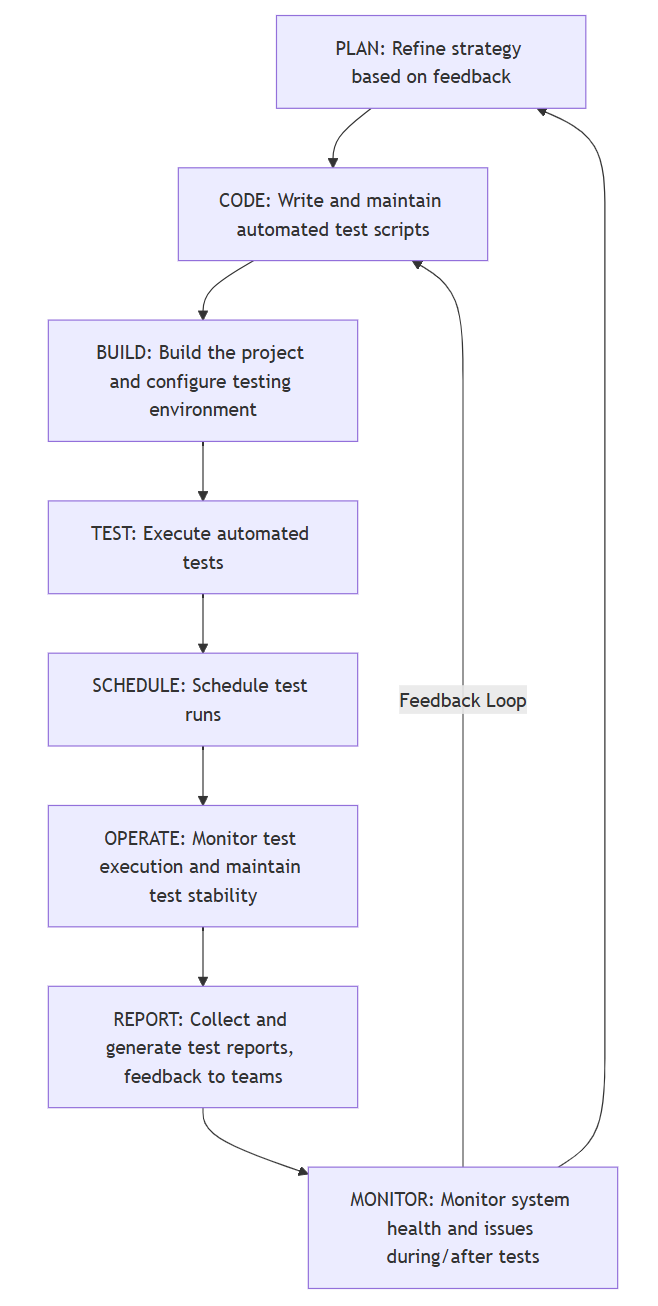 PLAN: Refine strategy
based on feedback
CODE: Write and maintain
automated test scripts
BUILD: Build the project
and configure testing
environment
TEST: Execute automated
tests
SCHEDULE: Schedule test
runs
Feedback Loop
OPERATE: Monitor test
execution and maintain
test stability
REPORT: Collect and
generate test reports,
feedback to teams
MONITOR: Monitor system
health and issues
during/after tests